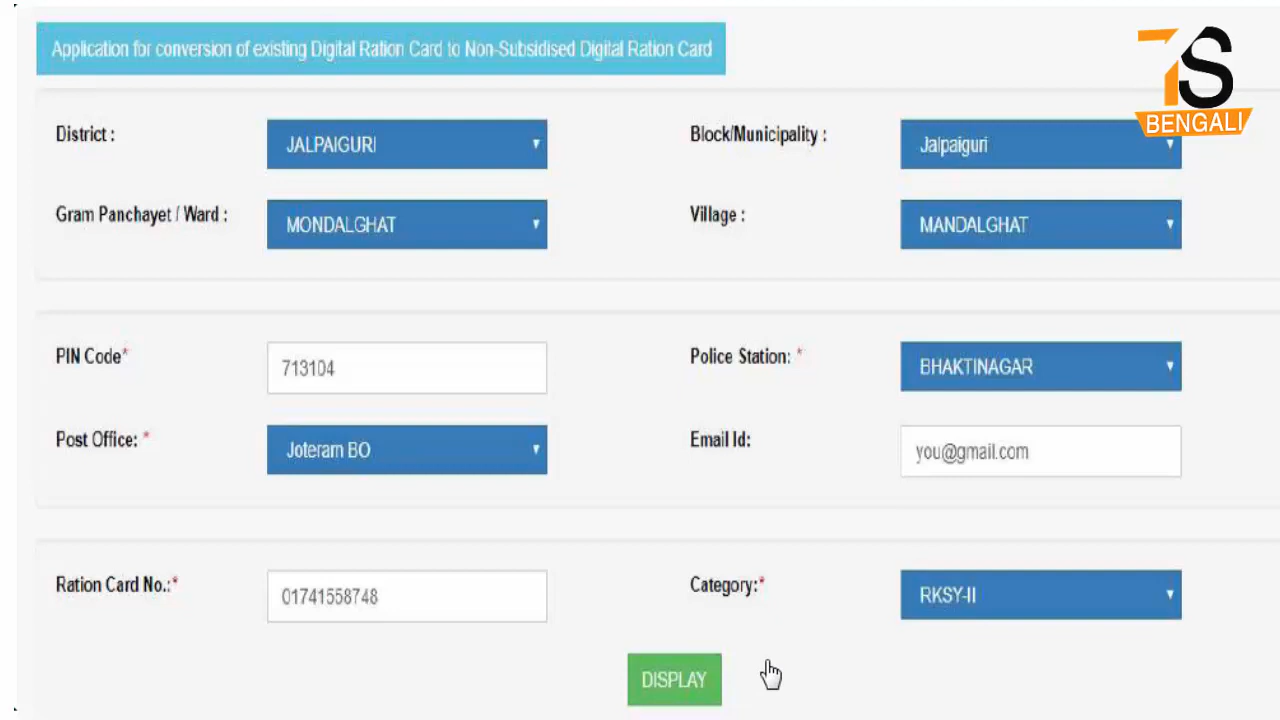 Application for conversion of existing Digital Ration Card to Non-Subsidised Digital Ration Card
7S
BENGALI
District : JALPAIGURI Block/Municipality : Jalpaiguri
Gram Panchayet / Ward : MONDALGHAT Village : MANDALGHAT
PIN Code* 713104 Police Station: * BHAKTINAGAR
Post Office: * Joteram BO Email Id: you@gmail.com
Ration Card No.:* 01741558748 Category:* RKSY-II
DISPLAY